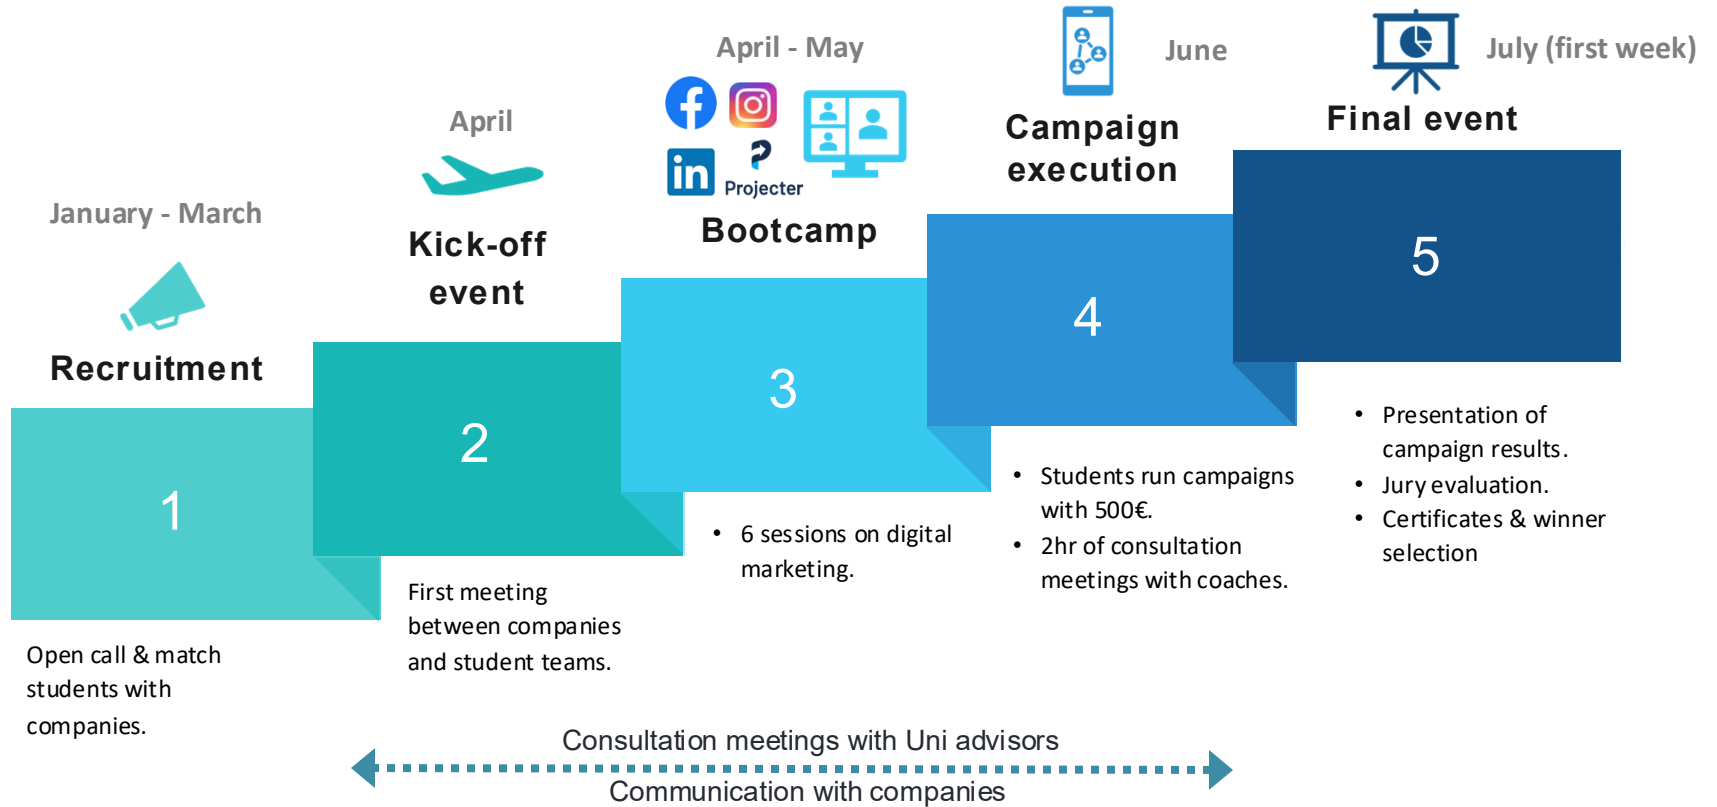 January - March
Recruitment
1
Open call & match
students with
companies.
April
Kick-off
event
2
First meeting
between companies
and student teams.
April - May
in
Projecter
Bootcamp
3
• 6 sessions on digital
marketing.
June
Campaign
execution
4
• Students run campaigns
with 500€.
• 2hr of consultation
meetings with coaches.
July (first week)
Final event
5
• Presentation of
campaign results.
• Jury evaluation.
• Certificates & winner
selection
Consultation meetings with Uni advisors
Communication with companies